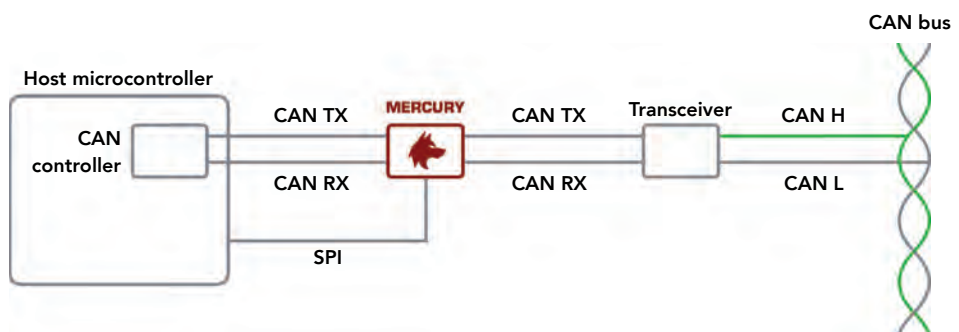 CAN bus
Host microcontroller
CAN TX
MERCURY
CAN TX
Transceiver
CAN H
CAN
controller
CAN RX
CAN RX
CAN L
SPI